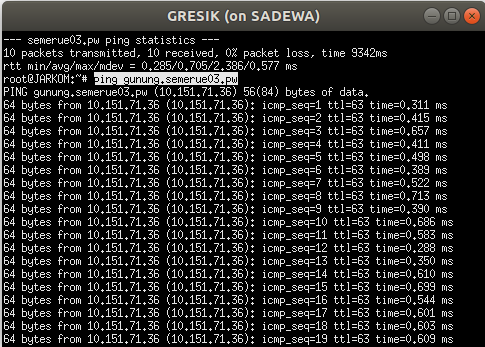 GRESIK (on SADEWA)
--- semerue03.pw ping statistics ---
10 packets transmitted, 10 received, 0% packet loss, time 9342ms
rtt min/avg/max/mdev = 0.285/0.705/2.386/0.577 ms
root@JARKOM:~# ping gunung.semerue03.pw
PING gunung.semerue03.pw (10.151.71.36) 56(84) bytes of data.
64 bytes from 10.151.71.36 (10.151.71.36): icmp_seq=1 ttl=63 time=0.311 ms
64 bytes from 10.151.71.36 (10.151.71.36): icmp_seq=2 ttl=63 time=0.415 ms
64 bytes from 10.151.71.36 (10.151.71.36): icmp_seq=3 ttl=63 time=0.657 ms
64 bytes from 10.151.71.36 (10.151.71.36): icmp_seq=4 ttl=63 time=0.411 ms
64 bytes from 10.151.71.36 (10.151.71.36): icmp_seq=5 ttl=63 time=0.498 ms
64 bytes from 10.151.71.36 (10.151.71.36): icmp_seq=6 ttl=63 time=0.389 ms
64 bytes from 10.151.71.36 (10.151.71.36): icmp_seq=7 ttl=63 time=0.522 ms
64 bytes from 10.151.71.36 (10.151.71.36): icmp_seq=8 ttl=63 time=0.713 ms
64 bytes from 10.151.71.36 (10.151.71.36): icmp_seq=9 ttl=63 time=0.390 ms
64 bytes from 10.151.71.36 (10.151.71.36): icmp_seq=10 ttl=63 time=0.686 ms
64 bytes from 10.151.71.36 (10.151.71.36): icmp_seq=11 ttl=63 time=0.583 ms
64 bytes from 10.151.71.36 (10.151.71.36): icmp_seq=12 ttl=63 time=0.288 ms
64 bytes from 10.151.71.36 (10.151.71.36): icmp_seq=13 ttl=63 time=0.350 ms
64 bytes from 10.151.71.36 (10.151.71.36): icmp_seq=14 ttl=63 time=0.610 ms
64 bytes from 10.151.71.36 (10.151.71.36): icmp_seq=15 ttl=63 time=0.699 ms
64 bytes from 10.151.71.36 (10.151.71.36): icmp_seq=16 ttl=63 time=0.544 ms
64 bytes from 10.151.71.36 (10.151.71.36): icmp_seq=17 ttl=63 time=0.601 ms
64 bytes from 10.151.71.36 (10.151.71.36): icmp_seq=18 ttl=63 time=0.603 ms
64 bytes from 10.151.71.36 (10.151.71.36): icmp_seq=19 ttl=63 time=0.609 ms